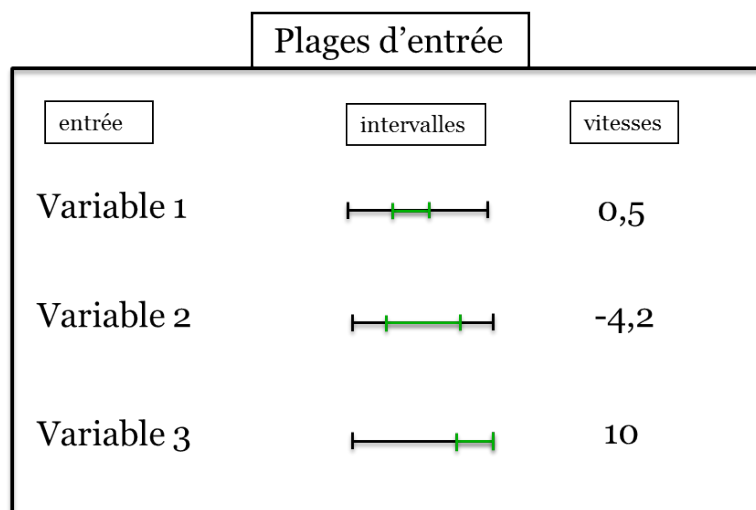 Plages d'entrée
entrée intervalles vitesses
Variable 1 0,5
Variable 2 -4,2
Variable 3 10